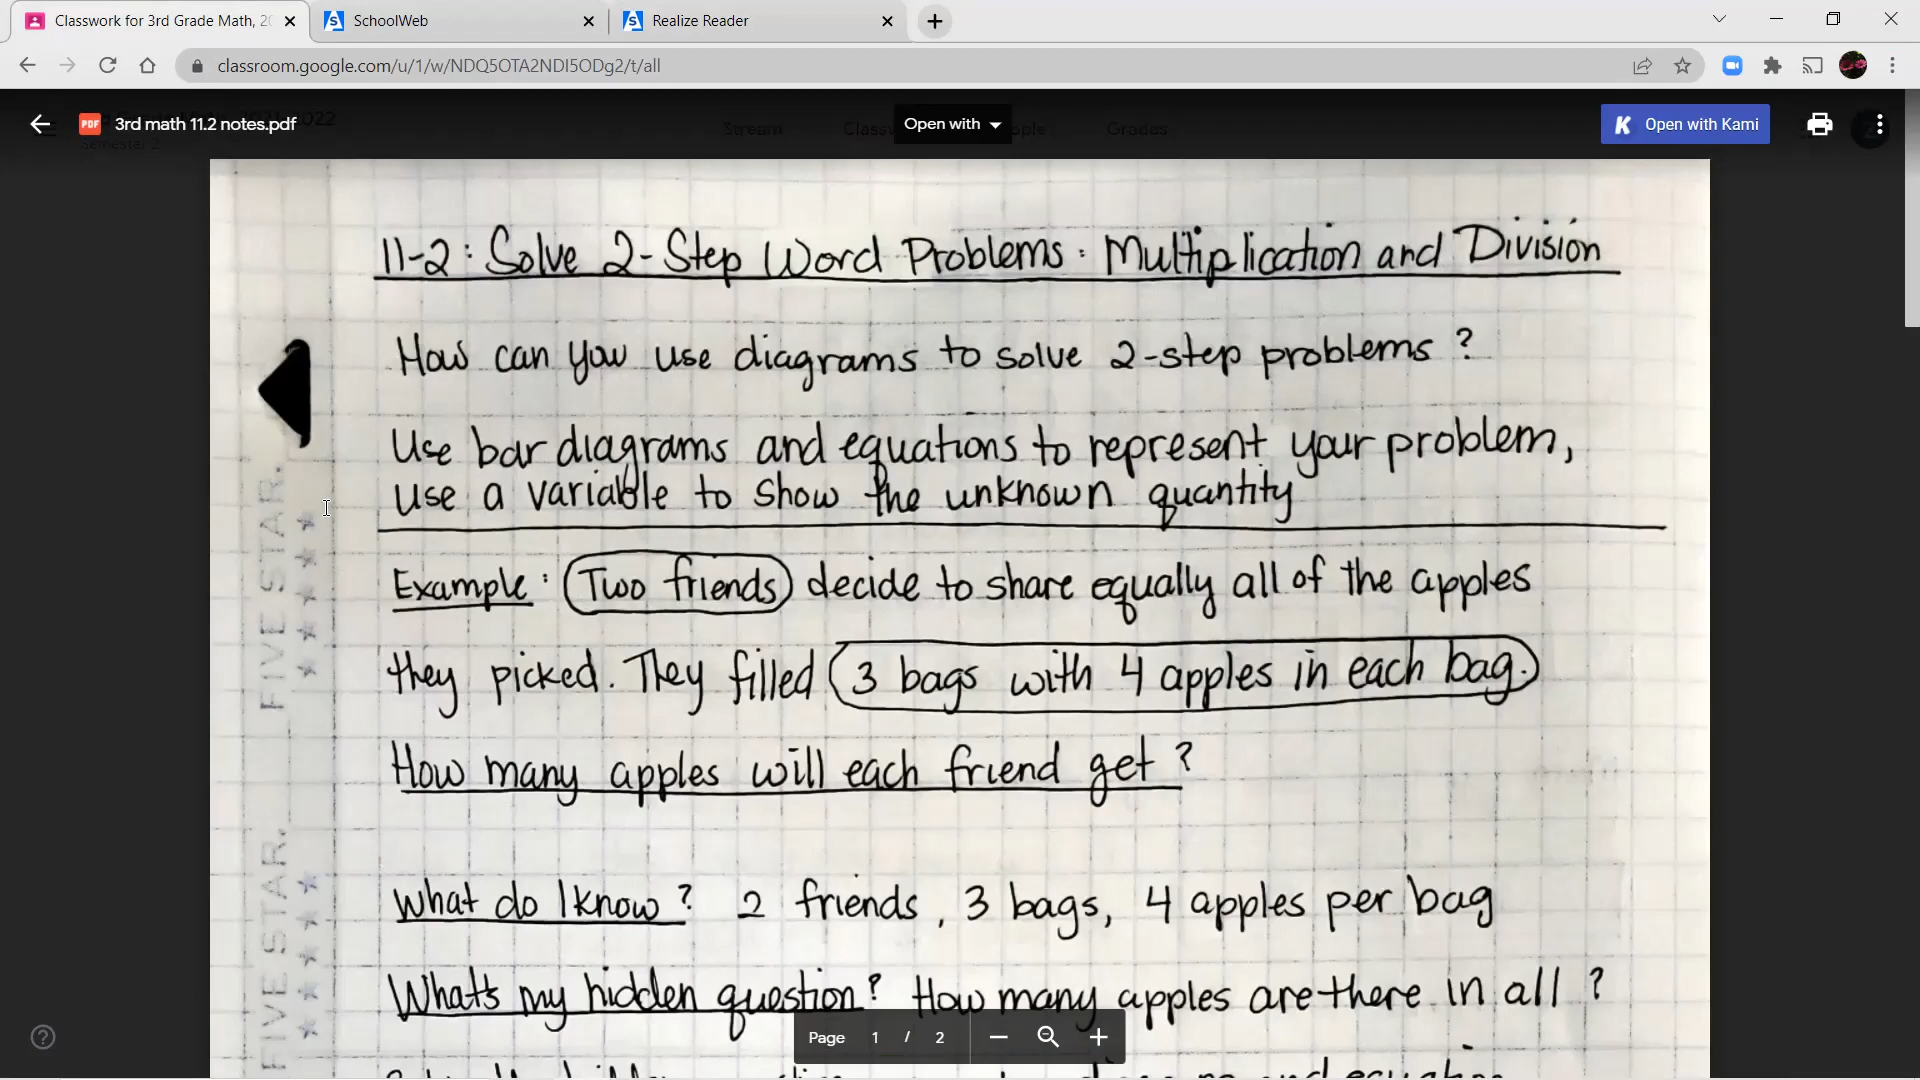 Classwork for 3rd Grade Math, 20
SchoolWeb
Realize Reader
classroom.google.com/u/1/w/NDQ5OTA2NDI5ODg2/t/all
PDF 3rd math 11.2 notes.pdf
Open with
K Open with Kami
Semester 2
Stream
Grades
11-2: Solve 2-Step Word Problems: Multiplication and Division
How can you use diagrams to solve 2-step problems?
Use bar diagrams and equations to represent your problem,
use a variable to show the unknown quantity
Example: Two friends decide to share equally all of the apples
they picked. They filled 3 bags with 4 apples in each bag.
How many apples will each friend get?
What do I know? 2 friends, 3 bags, 4 apples per bag
What's my hidden question? How many apples are there in all?
FIVE STAR.
FIVE STAR.
Page 1 / 2